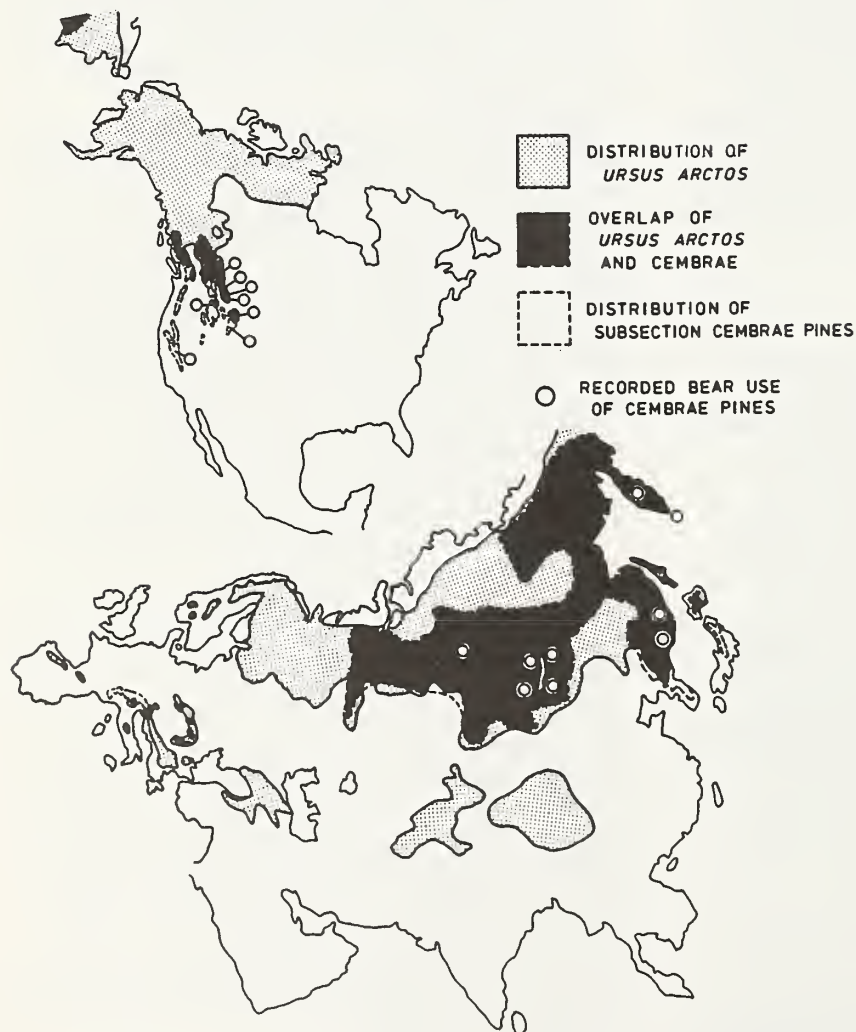 DISTRIBUTION OF
URSUS ARCTOS
OVERLAP OF
URSUS ARCTOS
AND CEMBRAE
DISTRIBUTION OF
SUBSECTION CEMBRAE PINES
RECORDED BEAR USE
OF CEMBRAE PINES